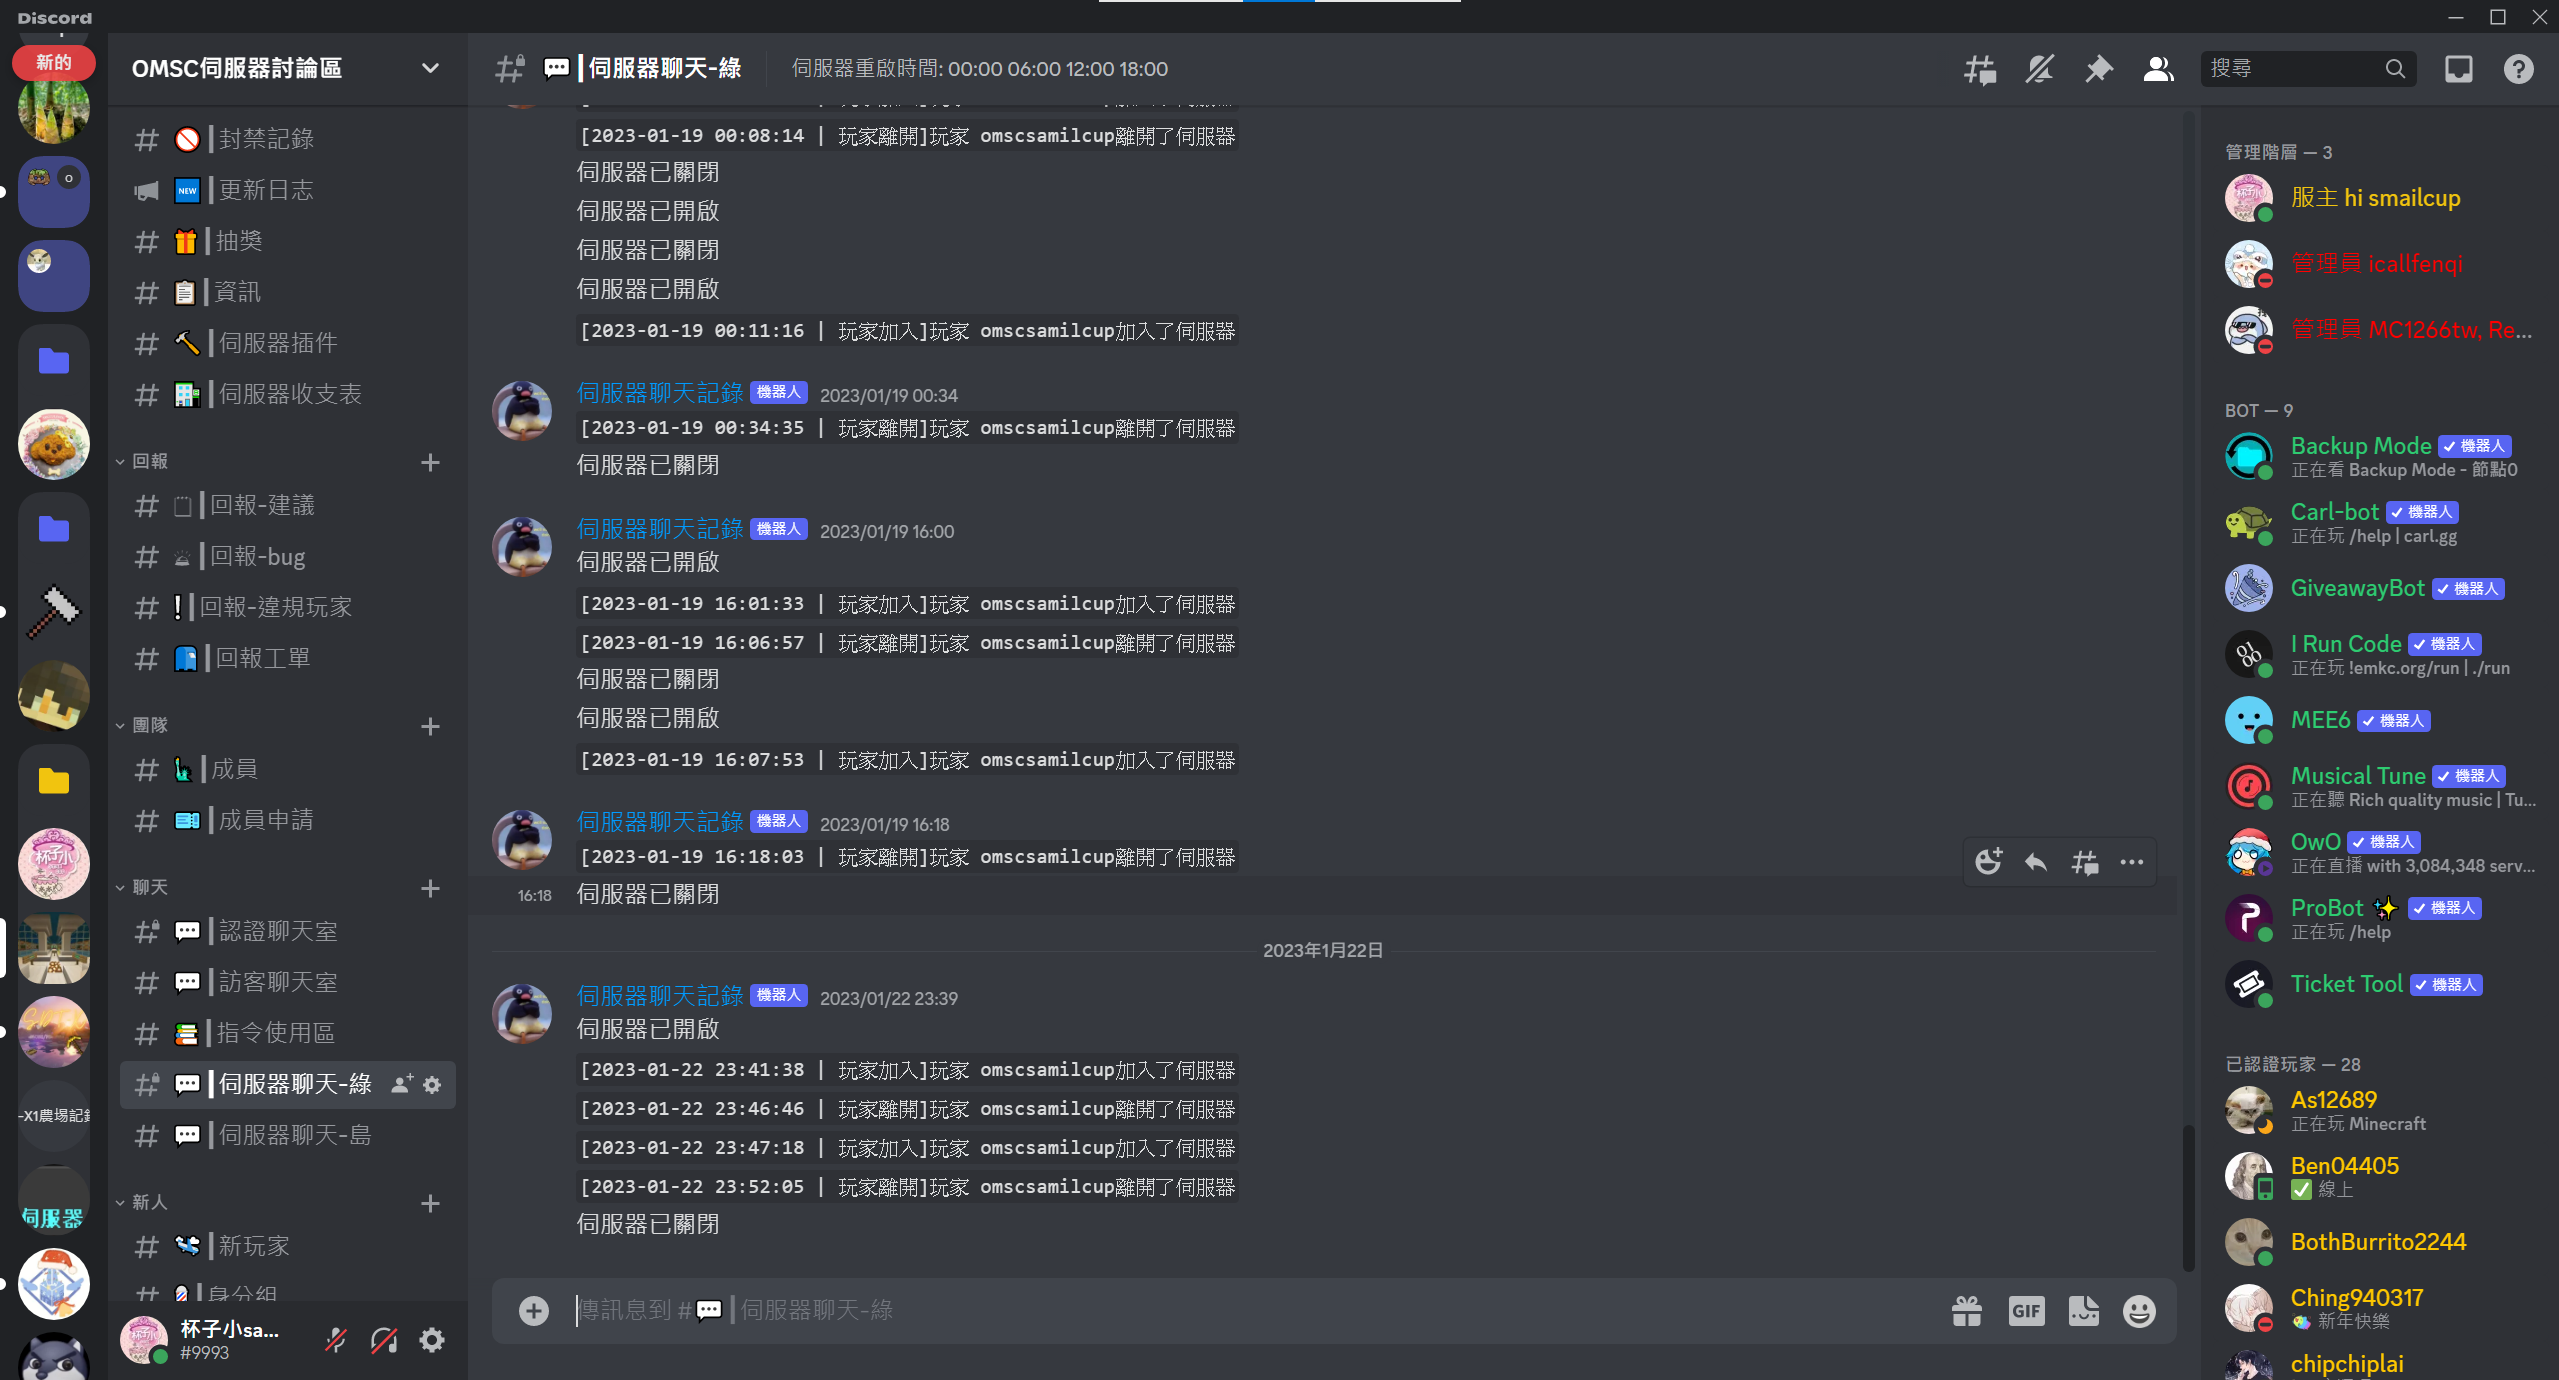 Discord
新的
OMSC伺服器討論區
封禁記錄
NEW
更新日志
抽獎
資訊
伺服器插件
伺服器收支表
回報
回報-建議
回報-bug
回報-違規玩家
回報工單
團隊
成員
成員申請
聊天
認證聊天室
訪客聊天室
指令使用區
伺服器聊天-綠
伺服器聊天-島
新人
新玩家
身分組
杯子小
伺服器
杯子小sa...
#9993
伺服器聊天-綠
伺服器重啟時間: 00:00 06:00 12:00 18:00
搜尋
[2023-01-19 00:08:14 | 玩家離開]玩家 omscsamilcup離開了伺服器
伺服器已關閉
伺服器已開啟
伺服器已關閉
伺服器已開啟
[2023-01-19 00:11:16 | 玩家加入]玩家 omscsamilcup加入了伺服器
伺服器聊天記錄 機器人 2023/01/19 00:34
[2023-01-19 00:34:35 | 玩家離開]玩家 omscsamilcup離開了伺服器
伺服器已關閉
伺服器聊天記錄 機器人 2023/01/19 16:00
伺服器已開啟
[2023-01-19 16:01:33 | 玩家加入]玩家 omscsamilcup加入了伺服器
[2023-01-19 16:06:57 | 玩家離開]玩家 omscsamilcup離開了伺服器
伺服器已關閉
伺服器已開啟
[2023-01-19 16:07:53 | 玩家加入]玩家 omscsamilcup加入了伺服器
伺服器聊天記錄 機器人 2023/01/19 16:18
[2023-01-19 16:18:03 | 玩家離開]玩家 omscsamilcup離開了伺服器
16:18 伺服器已關閉
2023年1月22日
伺服器聊天記錄 機器人 2023/01/22 23:39
伺服器已開啟
[2023-01-22 23:41:38 | 玩家加入]玩家 omscsamilcup加入了伺服器
[2023-01-22 23:46:46 | 玩家離開]玩家 omscsamilcup離開了伺服器
[2023-01-22 23:47:18 | 玩家加入]玩家 omscsamilcup加入了伺服器
[2023-01-22 23:52:05 | 玩家離開]玩家 omscsamilcup離開了伺服器
伺服器已關閉
傳訊息到 # 伺服器聊天-綠
GIF
管理階層 — 3
服主 hi smailcup
管理員 icallfenqi
管理員 MC1266tw, Re...
BOT — 9
Backup Mode 機器人
正在看 Backup Mode - 節點0
Carl-bot 機器人
正在玩 /help | carl.gg
GiveawayBot 機器人
I Run Code 機器人
正在玩 !emkc.org/run | ./run
MEE6 機器人
Musical Tune 機器人
正在聽 Rich quality music | Tu...
OwO 機器人
正在直播 with 3,084,348 serv...
ProBot 機器人
正在玩 /help
Ticket Tool 機器人
已認證玩家 — 28
As12689
正在玩 Minecraft
Ben04405
線上
BothBurrito2244
Ching940317
新年快樂
chipchiplai